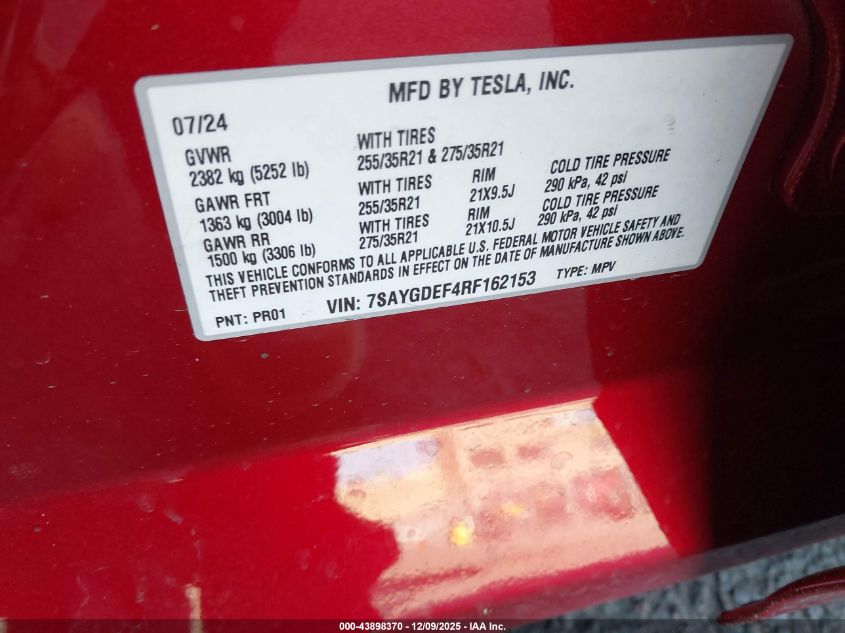 MFD BY TESLA, INC.
07/24
GVWR
2382 kg (5252 lb)
WITH TIRES
255/35R21 & 275/35R21
GAWR FRT
1363 kg (3004 lb)
WITH TIRES
255/35R21
RIM
21X9.5J
COLD TIRE PRESSURE
290 kPa, 42 psi
GAWR RR
1500 kg (3306 lb)
WITH TIRES
275/35R21
RIM
21X10.5J
COLD TIRE PRESSURE
290 kPa, 42 psi
THIS VEHICLE CONFORMS TO ALL APPLICABLE U.S. FEDERAL MOTOR VEHICLE SAFETY AND
THEFT PREVENTION STANDARDS IN EFFECT ON THE DATE OF MANUFACTURE SHOWN ABOVE.
PNT: PR01 VIN: 7SAYGDEF4RF162153 TYPE: MPV
000-43898370 - 12/09/2025 - IAA Inc.